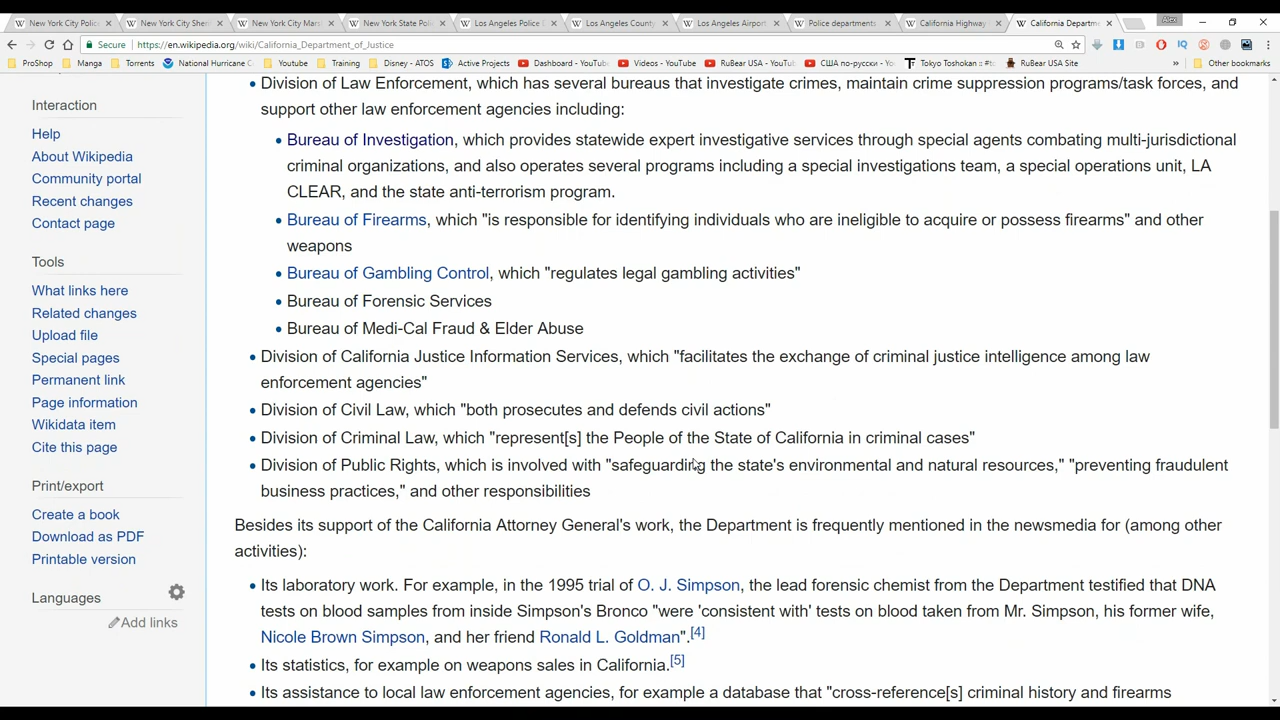 New York City Polic
New York City Sher
New York City Mars
New York State Poli
Los Angeles Police
Los Angeles County
Los Angeles Airport
Police departments
California Highway
California Departme
Alex
Secure
https://en.wikipedia.org/wiki/California_Department_of_Justice
ProShop
Manga
Torrents
National Hurricane C
Youtube
Training
Disney - ATOS
Active Projects
Dashboard - YouTube
Videos - YouTube
RuBear USA - YouTu
США по-русски - Yo
Tokyo Toshokan :: #tt
RuBear USA Site
»
Other bookmarks
Interaction
Help
About Wikipedia
Community portal
Recent changes
Contact page
Tools
What links here
Related changes
Upload file
Special pages
Permanent link
Page information
Wikidata item
Cite this page
Print/export
Create a book
Download as PDF
Printable version
Languages
Add links
Division of Law Enforcement, which has several bureaus that investigate crimes, maintain crime suppression programs/task forces, and
support other law enforcement agencies including:
Bureau of Investigation, which provides statewide expert investigative services through special agents combating multi-jurisdictional
criminal organizations, and also operates several programs including a special investigations team, a special operations unit, LA
CLEAR, and the state anti-terrorism program.
Bureau of Firearms, which "is responsible for identifying individuals who are ineligible to acquire or possess firearms" and other
weapons
Bureau of Gambling Control, which "regulates legal gambling activities"
Bureau of Forensic Services
Bureau of Medi-Cal Fraud & Elder Abuse
Division of California Justice Information Services, which "facilitates the exchange of criminal justice intelligence among law
enforcement agencies"
Division of Civil Law, which "both prosecutes and defends civil actions"
Division of Criminal Law, which "represent[s] the People of the State of California in criminal cases"
Division of Public Rights, which is involved with "safeguarding the state's environmental and natural resources," "preventing fraudulent
business practices," and other responsibilities
Besides its support of the California Attorney General's work, the Department is frequently mentioned in the newsmedia for (among other
activities):
Its laboratory work. For example, in the 1995 trial of O. J. Simpson, the lead forensic chemist from the Department testified that DNA
tests on blood samples from inside Simpson's Bronco "were 'consistent with' tests on blood taken from Mr. Simpson, his former wife,
Nicole Brown Simpson, and her friend Ronald L. Goldman".[4]
Its statistics, for example on weapons sales in California.[5]
Its assistance to local law enforcement agencies, for example a database that "cross-reference[s] criminal history and firearms